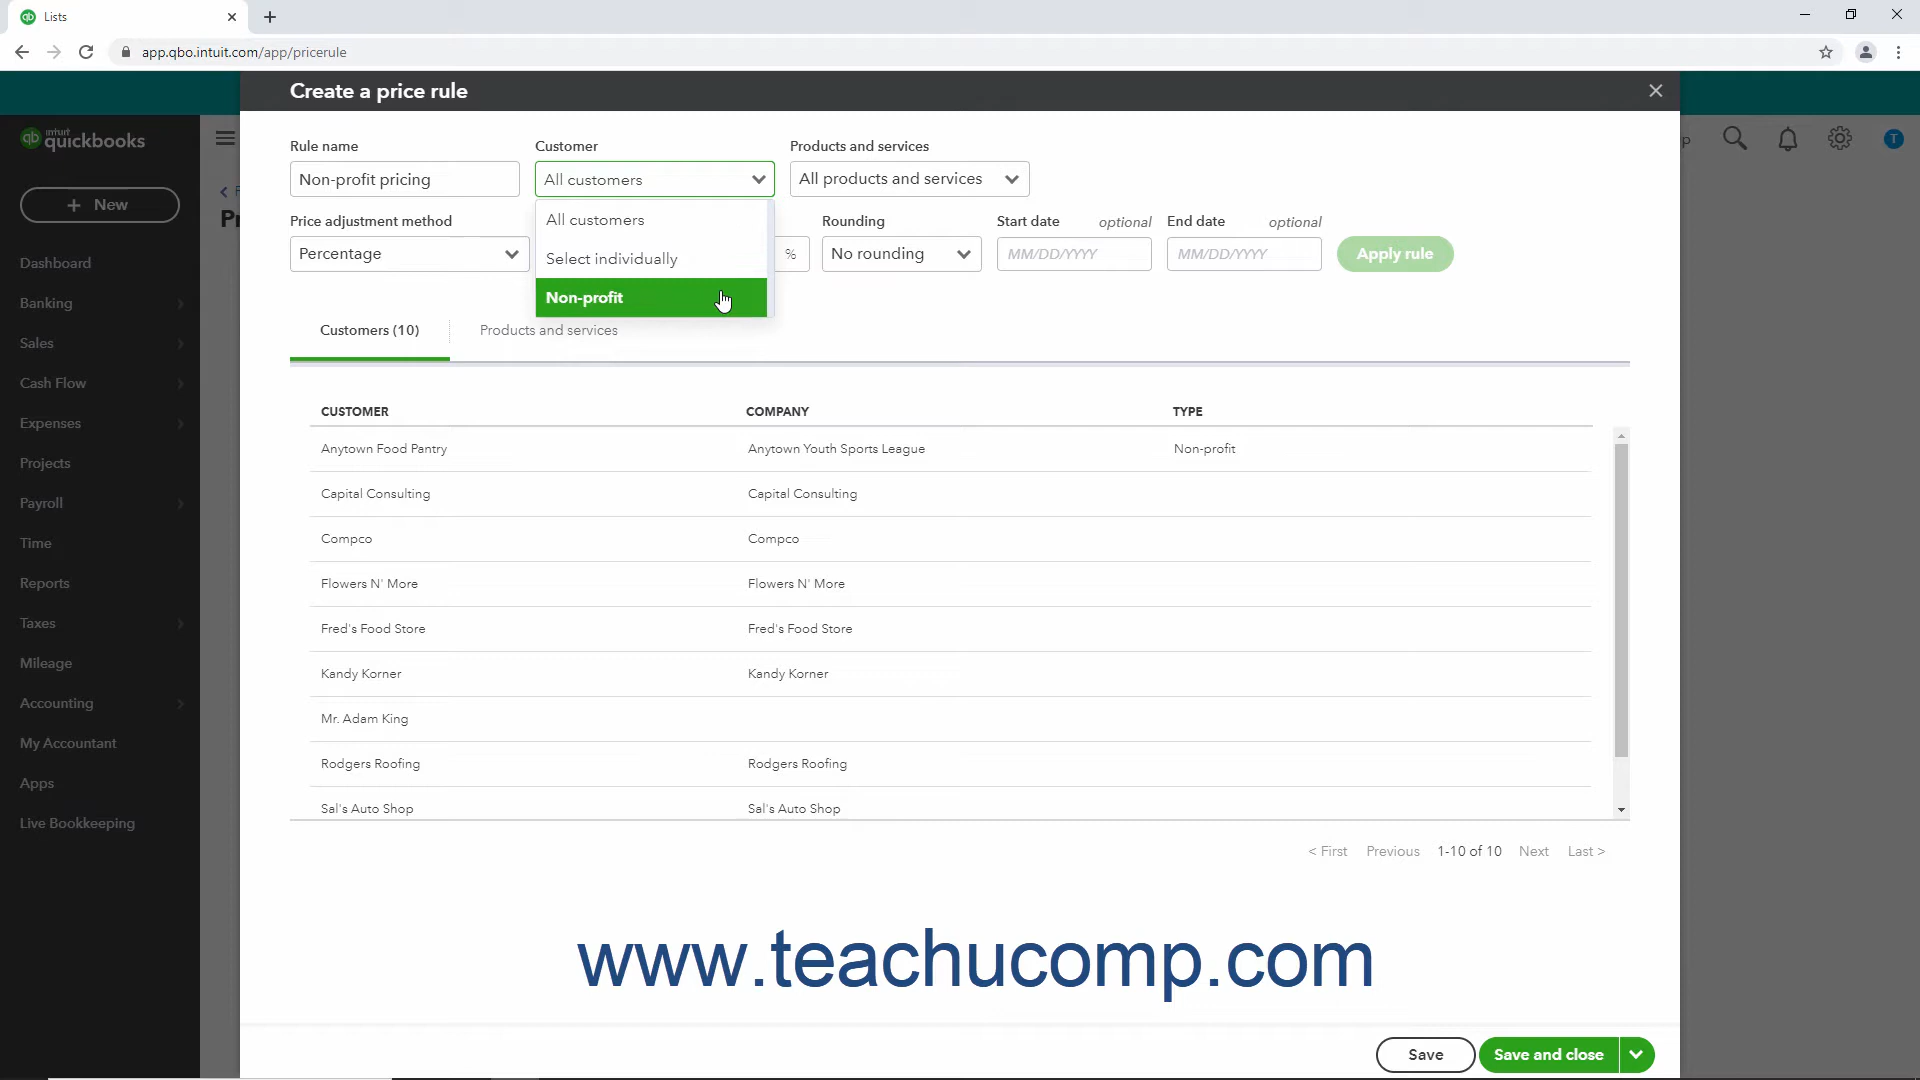 Lists
app.qbo.intuit.com/app/pricerule
Create a price rule
intuit quickbooks
qb
Rule name
Customer
Products and services
Non-profit pricing
All customers
All products and services
T
+ New
Price adjustment method
All customers
Rounding
Start date optional
End date optional
Percentage
Select individually
%
No rounding
MM/DD/YYYY
MM/DD/YYYY
Apply rule
Non-profit
Dashboard
Banking
Sales
Cash Flow
Expenses
Projects
Payroll
Time
Reports
Taxes
Mileage
Accounting
My Accountant
Apps
Live Bookkeeping
Customers (10)
Products and services
CUSTOMER COMPANY TYPE
Anytown Food Pantry Anytown Youth Sports League Non-profit
Capital Consulting Capital Consulting
Compco Compco
Flowers N' More Flowers N' More
Fred's Food Store Fred's Food Store
Kandy Korner Kandy Korner
Mr. Adam King
Rodgers Roofing Rodgers Roofing
Sal's Auto Shop Sal's Auto Shop
< First Previous 1-10 of 10 Next Last >
www.teachucomp.com
Save
Save and close